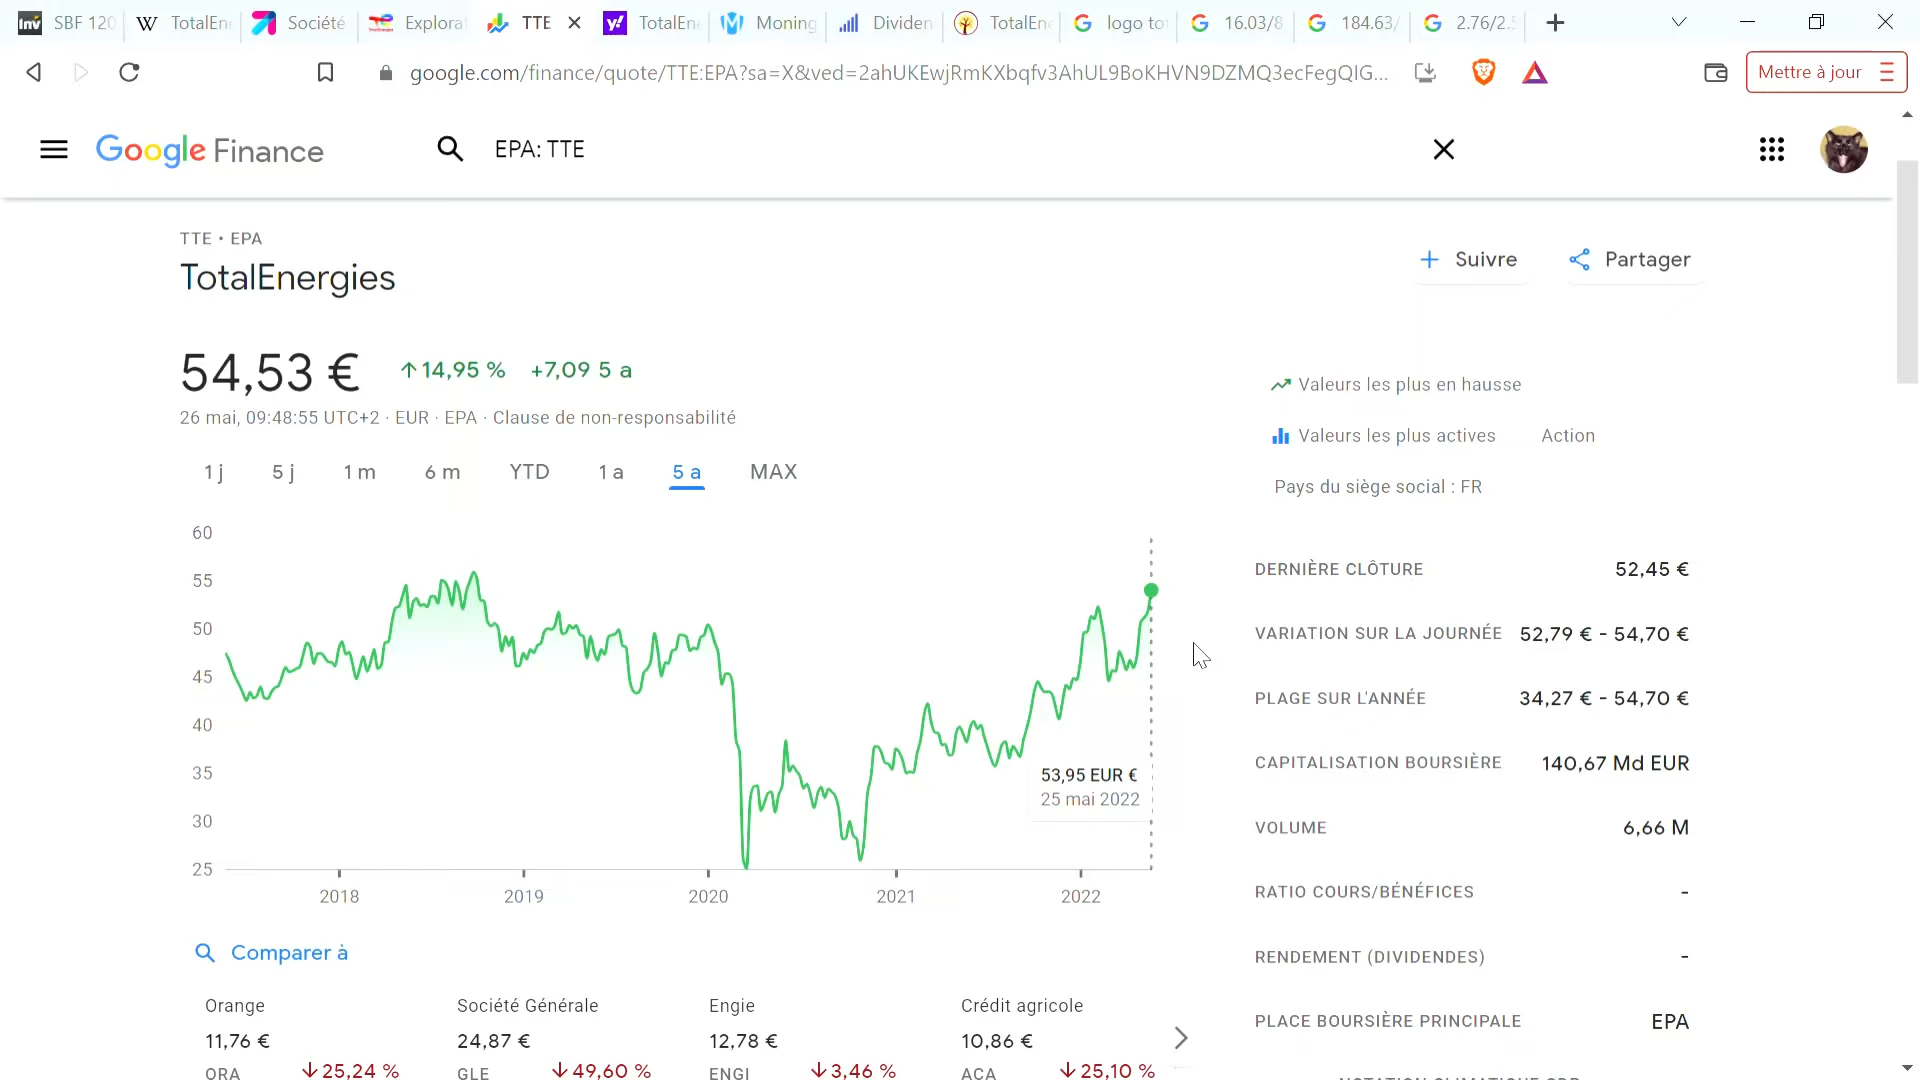 SBF 120
W TotalEn
Société
Explorat
TTE
TotalEn
Moning
Dividen
TotalEn
logo to
16.03/8
184.63/
2.76/2.5
google.com/finance/quote/TTE:EPA?sa=X&ved=2ahUKEwjRmKXbqfv3AhUL9BoKHVN9DZMQ3ecFegQIG...
Mettre à jour
Google Finance
EPA: TTE
TTE • EPA
TotalEnergies
Suivre
Partager
54,53 € ↑14,95 % +7,09 5 a
26 mai, 09:48:55 UTC+2 · EUR · EPA · Clause de non-responsabilité
1 j 5 j 1 m 6 m YTD 1 a 5 a MAX
60
55
50
45
40
35
30
25
2018 2019 2020 2021 2022
53,95 EUR €
25 mai 2022
Comparer à
Orange
11,76 €
ORA ↓25,24 %
Société Générale
24,87 €
GLE ↓49,60 %
Engie
12,78 €
ENGI ↓3,46 %
Crédit agricole
10,86 €
ACA ↓25,10 %
Valeurs les plus en hausse
Valeurs les plus actives
Action
Pays du siège social : FR
DERNIÈRE CLÔTURE 52,45 €
VARIATION SUR LA JOURNÉE 52,79 € - 54,70 €
PLAGE SUR L'ANNÉE 34,27 € - 54,70 €
CAPITALISATION BOURSIÈRE 140,67 Md EUR
VOLUME 6,66 M
RATIO COURS/BÉNÉFICES -
RENDEMENT (DIVIDENDES) -
PLACE BOURSIÈRE PRINCIPALE EPA